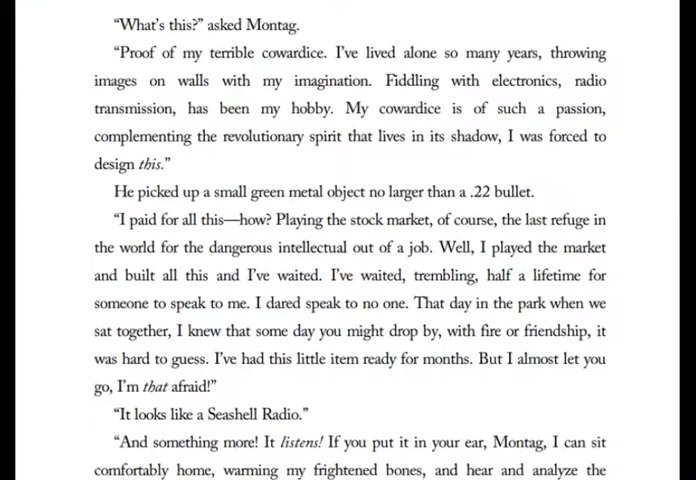 “What’s this?” asked Montag.
“Proof of my terrible cowardice. I’ve lived alone so many years, throwing
images on walls with my imagination. Fiddling with electronics, radio
transmission, has been my hobby. My cowardice is of such a passion,
complementing the revolutionary spirit that lives in its shadow, I was forced to
design this.”
He picked up a small green metal object no larger than a .22 bullet.
“I paid for all this—how? Playing the stock market, of course, the last refuge in
the world for the dangerous intellectual out of a job. Well, I played the market
and built all this and I’ve waited. I’ve waited, trembling, half a lifetime for
someone to speak to me. I dared speak to no one. That day in the park when we
sat together, I knew that some day you might drop by, with fire or friendship, it
was hard to guess. I’ve had this little item ready for months. But I almost let you
go, I’m that afraid!”
“It looks like a Seashell Radio.”
“And something more! It listens! If you put it in your ear, Montag, I can sit
comfortably home, warming my frightened bones, and hear and analyze the